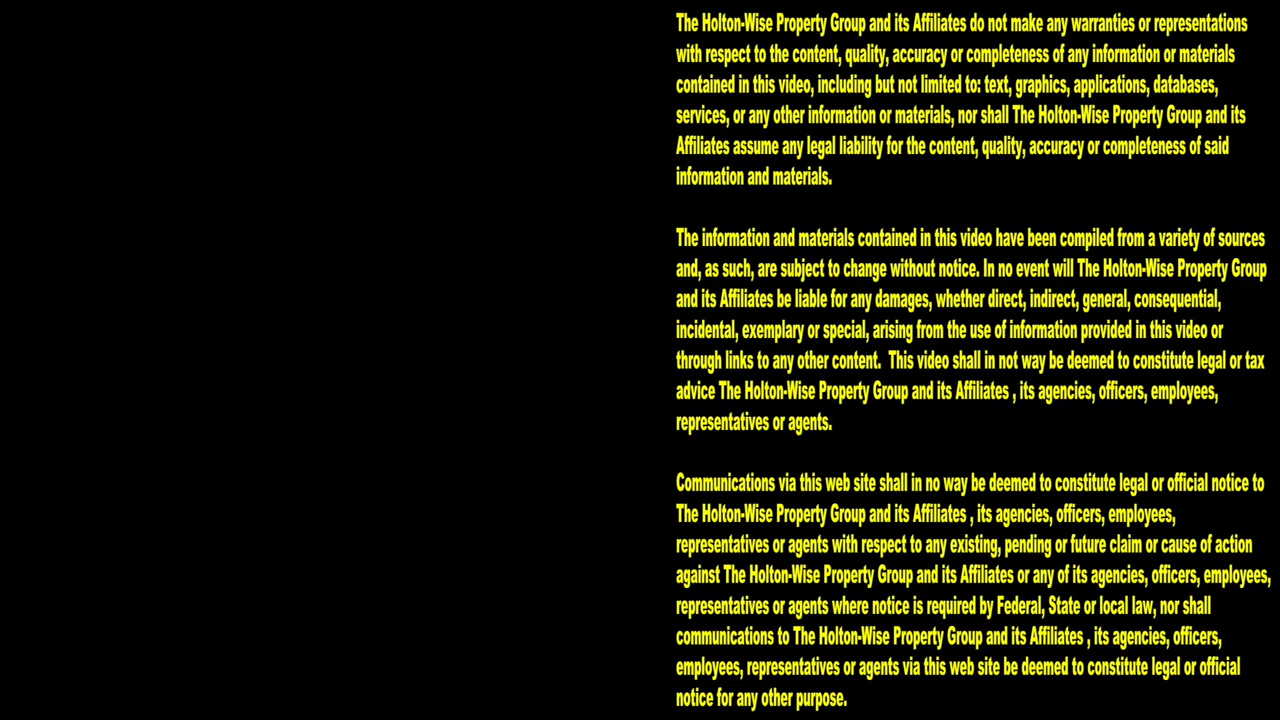 The Holton-Wise Property Group and its Affiliates do not make any warranties or representations
with respect to the content, quality, accuracy or completeness of any information or materials
contained in this video, including but not limited to: text, graphics, applications, databases,
services, or any other information or materials, nor shall The Holton-Wise Property Group and its
Affiliates assume any legal liability for the content, quality, accuracy or completeness of said
information and materials.
The information and materials contained in this video have been compiled from a variety of sources
and, as such, are subject to change without notice. In no event will The Holton-Wise Property Group
and its Affiliates be liable for any damages, whether direct, indirect, general, consequential,
incidental, exemplary or special, arising from the use of information provided in this video or
through links to any other content.  This video shall in not way be deemed to constitute legal or tax
advice The Holton-Wise Property Group and its Affiliates , its agencies, officers, employees,
representatives or agents.
Communications via this web site shall in no way be deemed to constitute legal or official notice to
The Holton-Wise Property Group and its Affiliates , its agencies, officers, employees,
representatives or agents with respect to any existing, pending or future claim or cause of action
against The Holton-Wise Property Group and its Affiliates or any of its agencies, officers, employees,
representatives or agents where notice is required by Federal, State or local law, nor shall
communications to The Holton-Wise Property Group and its Affiliates , its agencies, officers,
employees, representatives or agents via this web site be deemed to constitute legal or official
notice for any other purpose.